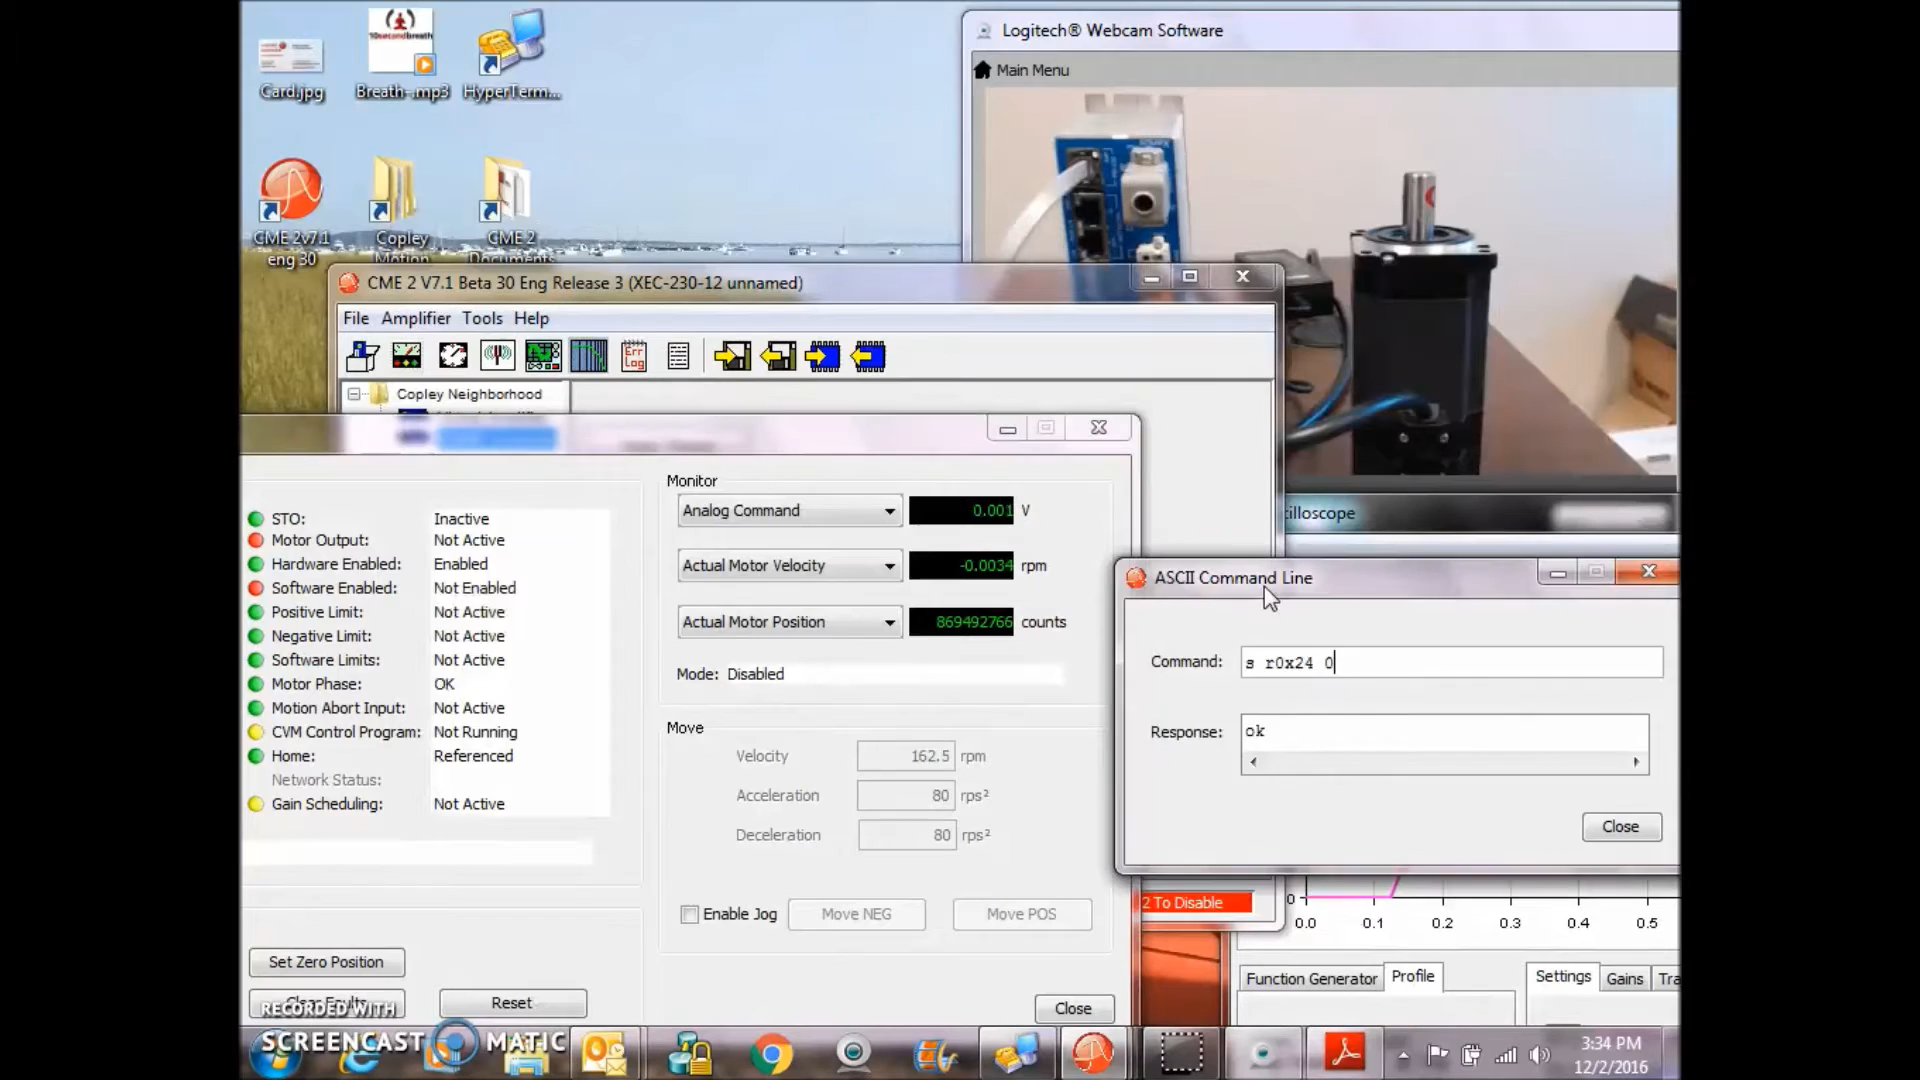 Logitech® Webcam Software
Main Menu
10secondbreath
Card.jpg
Breath-.mp3
HyperTerm...
CME 2v7.1
eng 30
Copley
Motion
CME 2
Documents
CME 2 V7.1 Beta 30 Eng Release 3 (XEC-230-12 unnamed)
File Amplifier Tools Help
Err
Log
Copley Neighborhood
STO: Inactive
Motor Output: Not Active
Hardware Enabled: Enabled
Software Enabled: Not Enabled
Positive Limit: Not Active
Negative Limit: Not Active
Software Limits: Not Active
Motor Phase: OK
Motion Abort Input: Not Active
CVM Control Program: Not Running
Home: Referenced
Network Status:
Gain Scheduling: Not Active
Set Zero Position
Clear Faults
Reset
Monitor
Analog Command 0.001 V
Actual Motor Velocity -0.0034 rpm
Actual Motor Position 869492766 counts
Mode: Disabled
Move
Velocity 162.5 rpm
Acceleration 80 rps²
Deceleration 80 rps²
Enable Jog Move NEG Move POS
Close
cilloscope
ASCII Command Line
Command: s r0x24 0
Response: ok
Close
2 To Disable
0
0.0 0.1 0.2 0.3 0.4 0.5
Function Generator Profile
Settings Gains Tra
RECORDED WITH
SCREENCAST MATIC
3:34 PM
12/2/2016